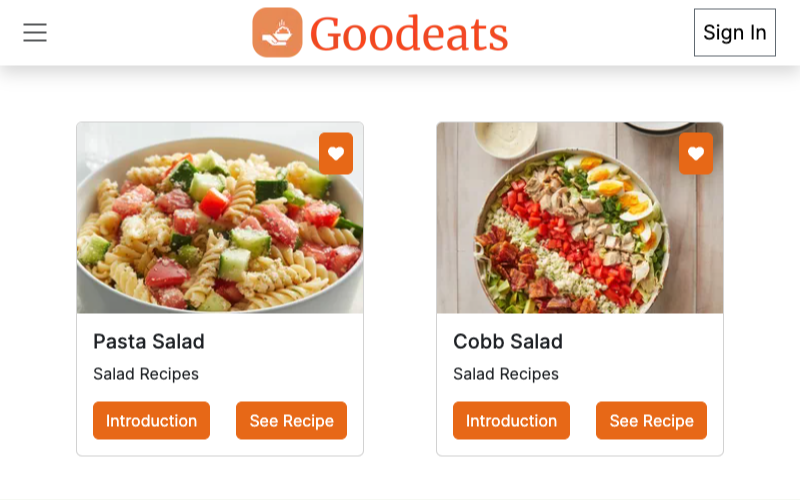 Goodeats
Sign In
Pasta Salad
Salad Recipes
Introduction
See Recipe
Cobb Salad
Salad Recipes
Introduction
See Recipe